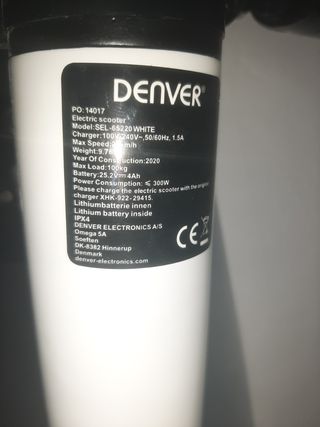 DENVER®
PO: 14017
Electric scooter
Model:SEL-65220 WHITE
Charger:100V-240V~,50/60Hz, 1.5A
Max Speed:
Weight:
Year Of Construction:2020
Max Load:100kg
Battery:25.2V⎓ 4Ah
Power Consumption: ≤ 300W
Please charge the electric scooter with the original
charger XHK-922-29415.
Lithiumbatterie innen
Lithium battery inside
IPX4
DENVER ELECTRONICS A/S
Omega 5A
Soeften
DK-8382 Hinnerup
Denmark
denver-electronics.com
CE